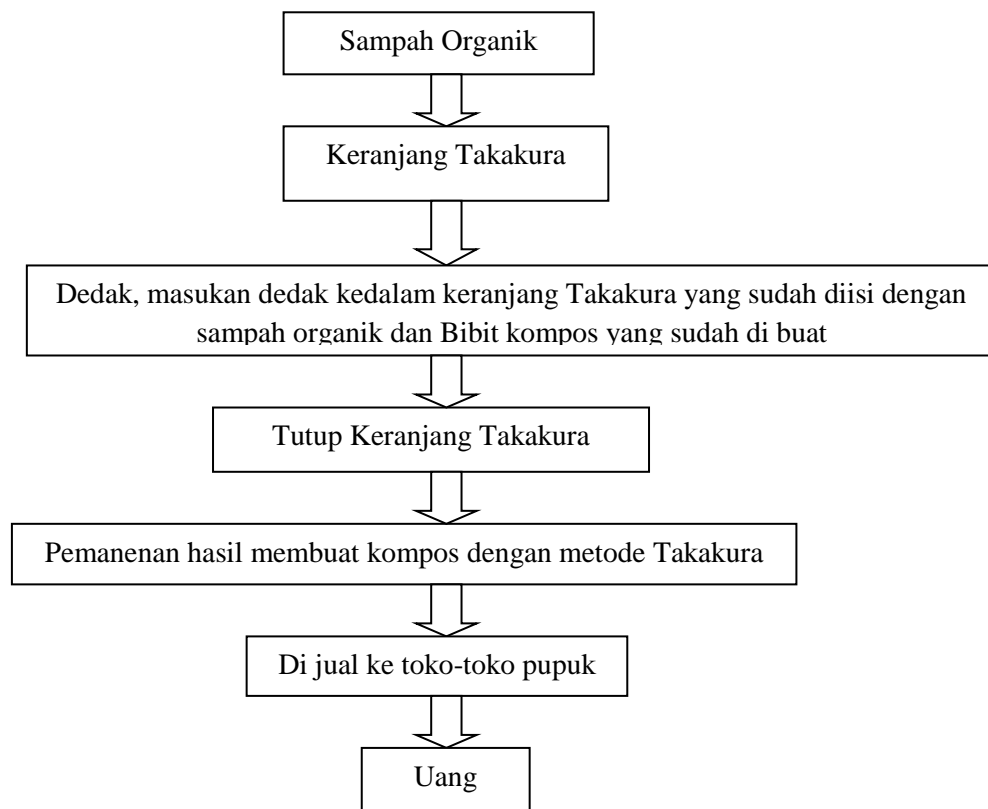 Sampah Organik
Keranjang Takakura
Dedak, masukan dedak kedalam keranjang Takakura yang sudah diisi dengan
sampah organik dan Bibit kompos yang sudah di buat
Tutup Keranjang Takakura
Pemanenan hasil membuat kompos dengan metode Takakura
Di jual ke toko-toko pupuk
Uang